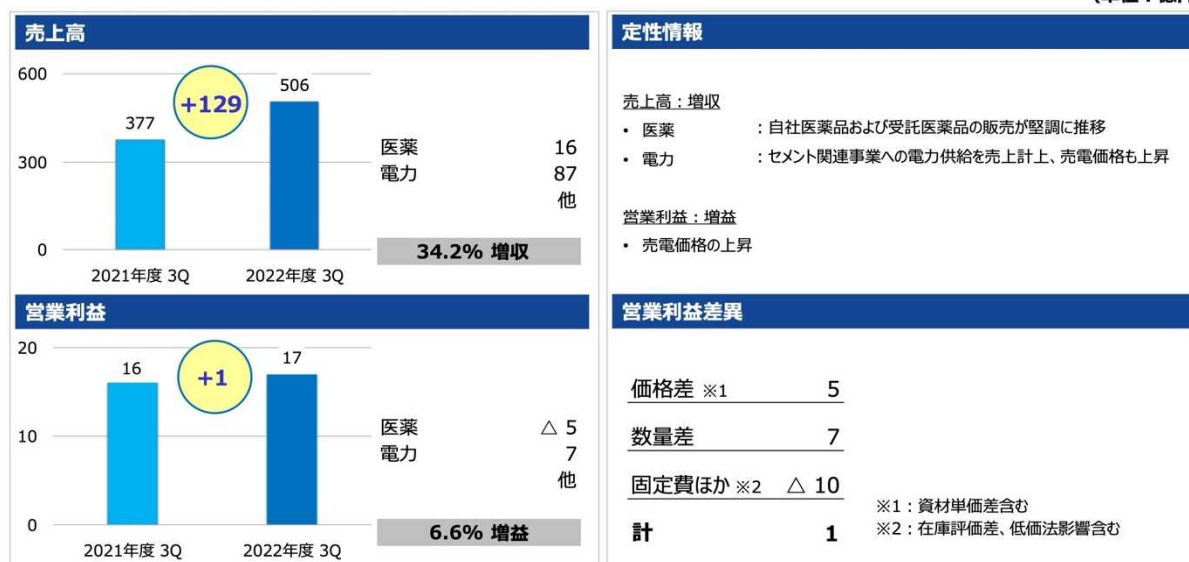 売上高
600
300
0
377
+129
506
2021年度 3Q
2022年度 3Q
医薬 16
電力 87
他
34.2% 増収
定性情報
売上高：増収
• 医薬 ：自社医薬品および受託医薬品の販売が堅調に推移
• 電力 ：セメント関連事業への電力供給を売上計上、売電価格も上昇
営業利益：増益
• 売電価格の上昇
営業利益
20
10
0
16
+1
17
2021年度 3Q
2022年度 3Q
医薬 △ 5
電力 7
他
6.6% 増益
営業利益差異
価格差 ※1 5
数量差 7
固定費ほか ※2 △ 10
計 1
※1：資材単価差含む
※2：在庫評価差、低価法影響含む